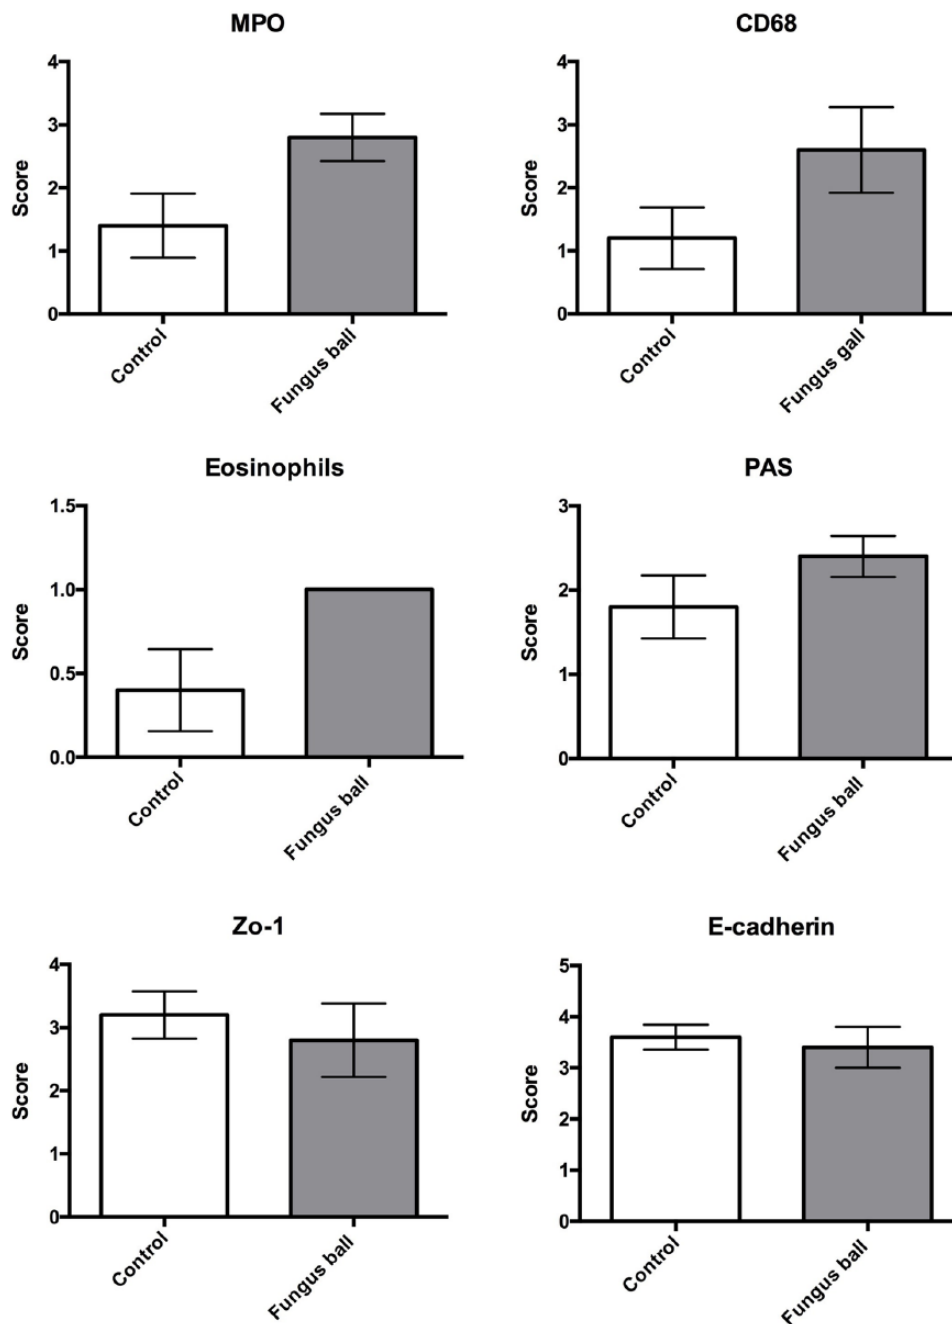 MPO
4
3
2
1
0
Score
Control
Fungus ball
CD68
4
3
2
1
0
Score
Control
Fungus gall
Eosinophils
1.5
1.0
0.5
0.0
Score
Control
Fungus ball
PAS
3
2
1
0
Score
Control
Fungus ball
Zo-1
4
3
2
1
0
Score
Control
Fungus ball
E-cadherin
5
4
3
2
1
0
Score
Control
Fungus ball